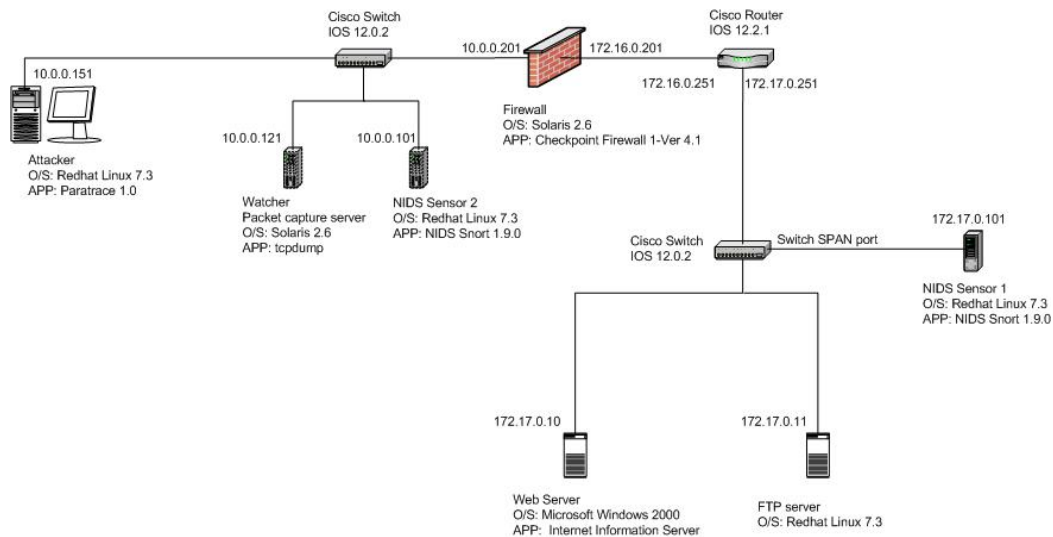 Cisco Switch
IOS 12.0.2
Cisco Router
IOS 12.2.1
10.0.0.201
172.16.0.201
10.0.0.151
172.16.0.251
172.17.0.251
Firewall
O/S: Solaris 2.6
APP: Checkpoint Firewall 1-Ver 4.1
10.0.0.121
10.0.0.101
Attacker
O/S: Redhat Linux 7.3
APP: Paratrace 1.0
Watcher
Packet capture server
O/S: Solaris 2.6
APP: tcpdump
NIDS Sensor 2
O/S: Redhat Linux 7.3
APP: NIDS Snort 1.9.0
172.17.0.101
Cisco Switch
IOS 12.0.2
Switch SPAN port
NIDS Sensor 1
O/S: Redhat Linux 7.3
APP: NIDS Snort 1.9.0
172.17.0.10
172.17.0.11
Web Server
O/S: Microsoft Windows 2000
APP: Internet Information Server
FTP server
O/S: Redhat Linux 7.3